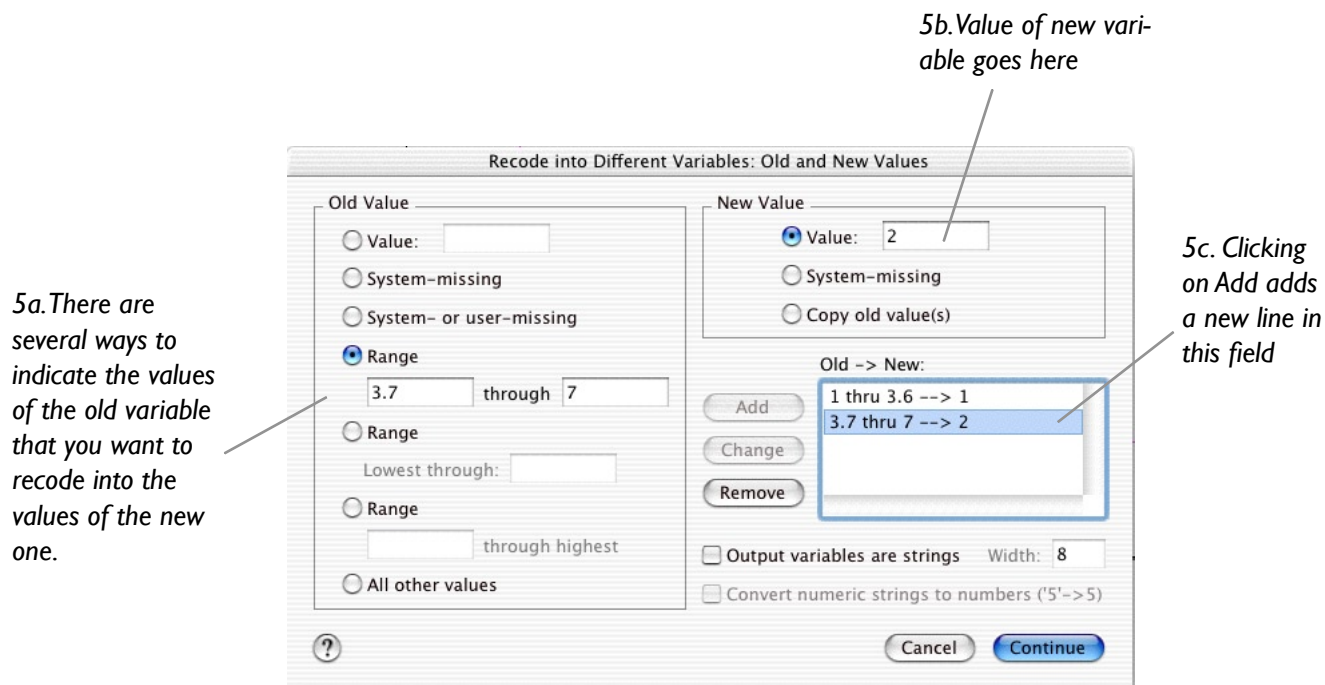 5b. Value of new vari-
able goes here
Recode into Different Variables: Old and New Values
Old Value
Value:
System-missing
System- or user-missing
Range
3.7 through 7
Range
Lowest through:
Range
through highest
All other values
New Value
Value: 2
System-missing
Copy old value(s)
Old -> New:
Add
Change
Remove
1 thru 3.6 --> 1
3.7 thru 7 --> 2
Output variables are strings Width: 8
Convert numeric strings to numbers ('5'->5)
?
Cancel
Continue
5a. There are
several ways to
indicate the values
of the old variable
that you want to
recode into the
values of the new
one.
5c. Clicking
on Add adds
a new line in
this field